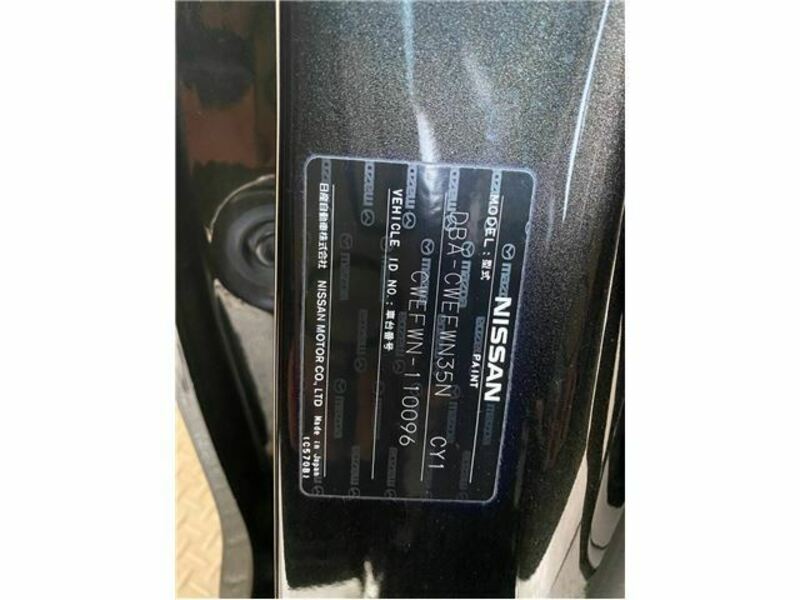 NISSAN
MODEL:型式 PAINT
DBA-CWEFWN35N CY1
VEHICLE ID NO.:車台番号
CWEFWN-110096
日産自動車株式会社 NISSAN MOTOR CO., LTD Made in Japan
(C570B)